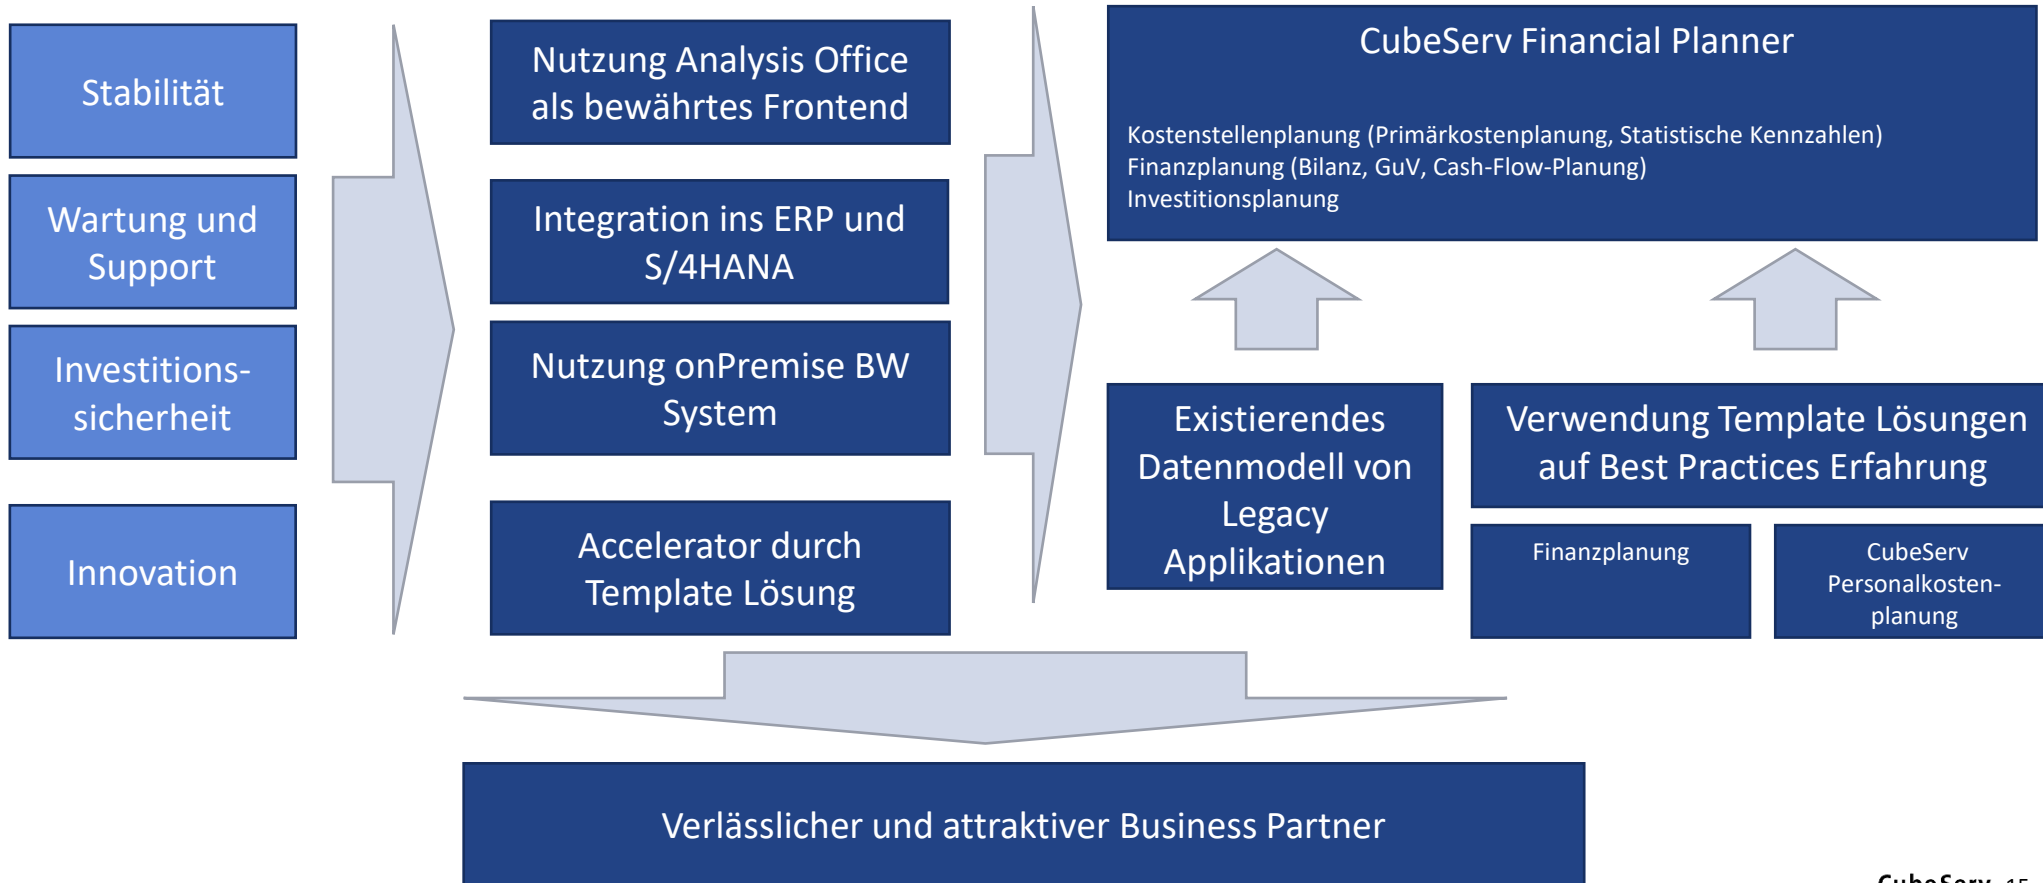 Stabilität
Wartung und
Support
Investitions-
sicherheit
Innovation
Nutzung Analysis Office
als bewährtes Frontend
Integration ins ERP und
S/4HANA
Nutzung onPremise BW
System
Accelerator durch
Template Lösung
CubeServ Financial Planner
Kostenstellenplanung (Primärkostenplanung, Statistische Kennzahlen)
Finanzplanung (Bilanz, GuV, Cash-Flow-Planung)
Investitionsplanung
Existierendes
Datenmodell von
Legacy
Applikationen
Verwendung Template Lösungen
auf Best Practices Erfahrung
Finanzplanung
CubeServ
Personalkosten-
planung
Verlässlicher und attraktiver Business Partner
CubeServ 15